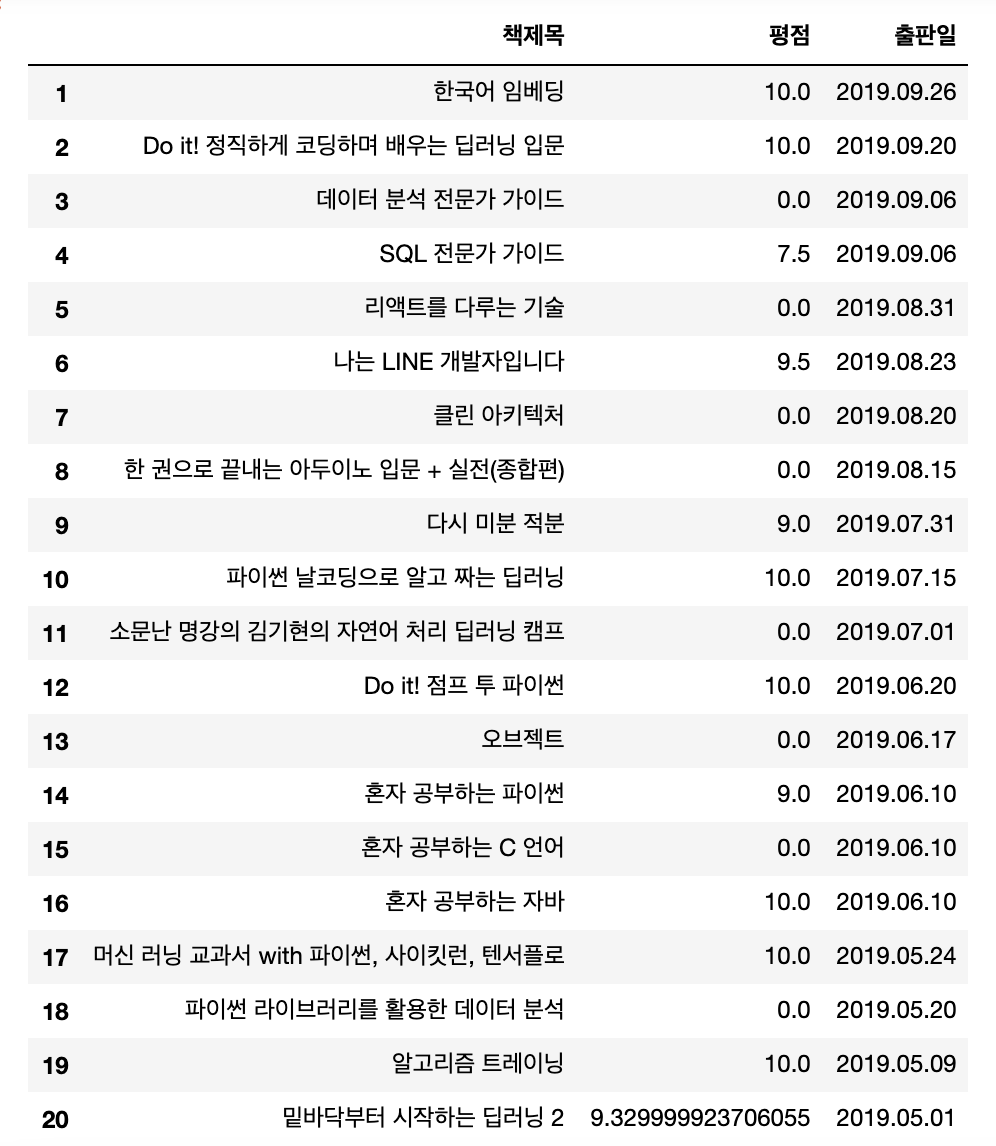 책제목 평점 출판일
1 한국어 임베딩 10.0 2019.09.26
2 Do it! 정직하게 코딩하며 배우는 딥러닝 입문 10.0 2019.09.20
3 데이터 분석 전문가 가이드 0.0 2019.09.06
4 SQL 전문가 가이드 7.5 2019.09.06
5 리액트를 다루는 기술 0.0 2019.08.31
6 나는 LINE 개발자입니다 9.5 2019.08.23
7 클린 아키텍처 0.0 2019.08.20
8 한 권으로 끝내는 아두이노 입문 + 실전(종합편) 0.0 2019.08.15
9 다시 미분 적분 9.0 2019.07.31
10 파이썬 날코딩으로 알고 짜는 딥러닝 10.0 2019.07.15
11 소문난 명강의 김기현의 자연어 처리 딥러닝 캠프 0.0 2019.07.01
12 Do it! 점프 투 파이썬 10.0 2019.06.20
13 오브젝트 0.0 2019.06.17
14 혼자 공부하는 파이썬 9.0 2019.06.10
15 혼자 공부하는 C 언어 0.0 2019.06.10
16 혼자 공부하는 자바 10.0 2019.06.10
17 머신 러닝 교과서 with 파이썬, 사이킷런, 텐서플로 10.0 2019.05.24
18 파이썬 라이브러리를 활용한 데이터 분석 0.0 2019.05.20
19 알고리즘 트레이닝 10.0 2019.05.09
20 밑바닥부터 시작하는 딥러닝 2 9.329999923706055 2019.05.01